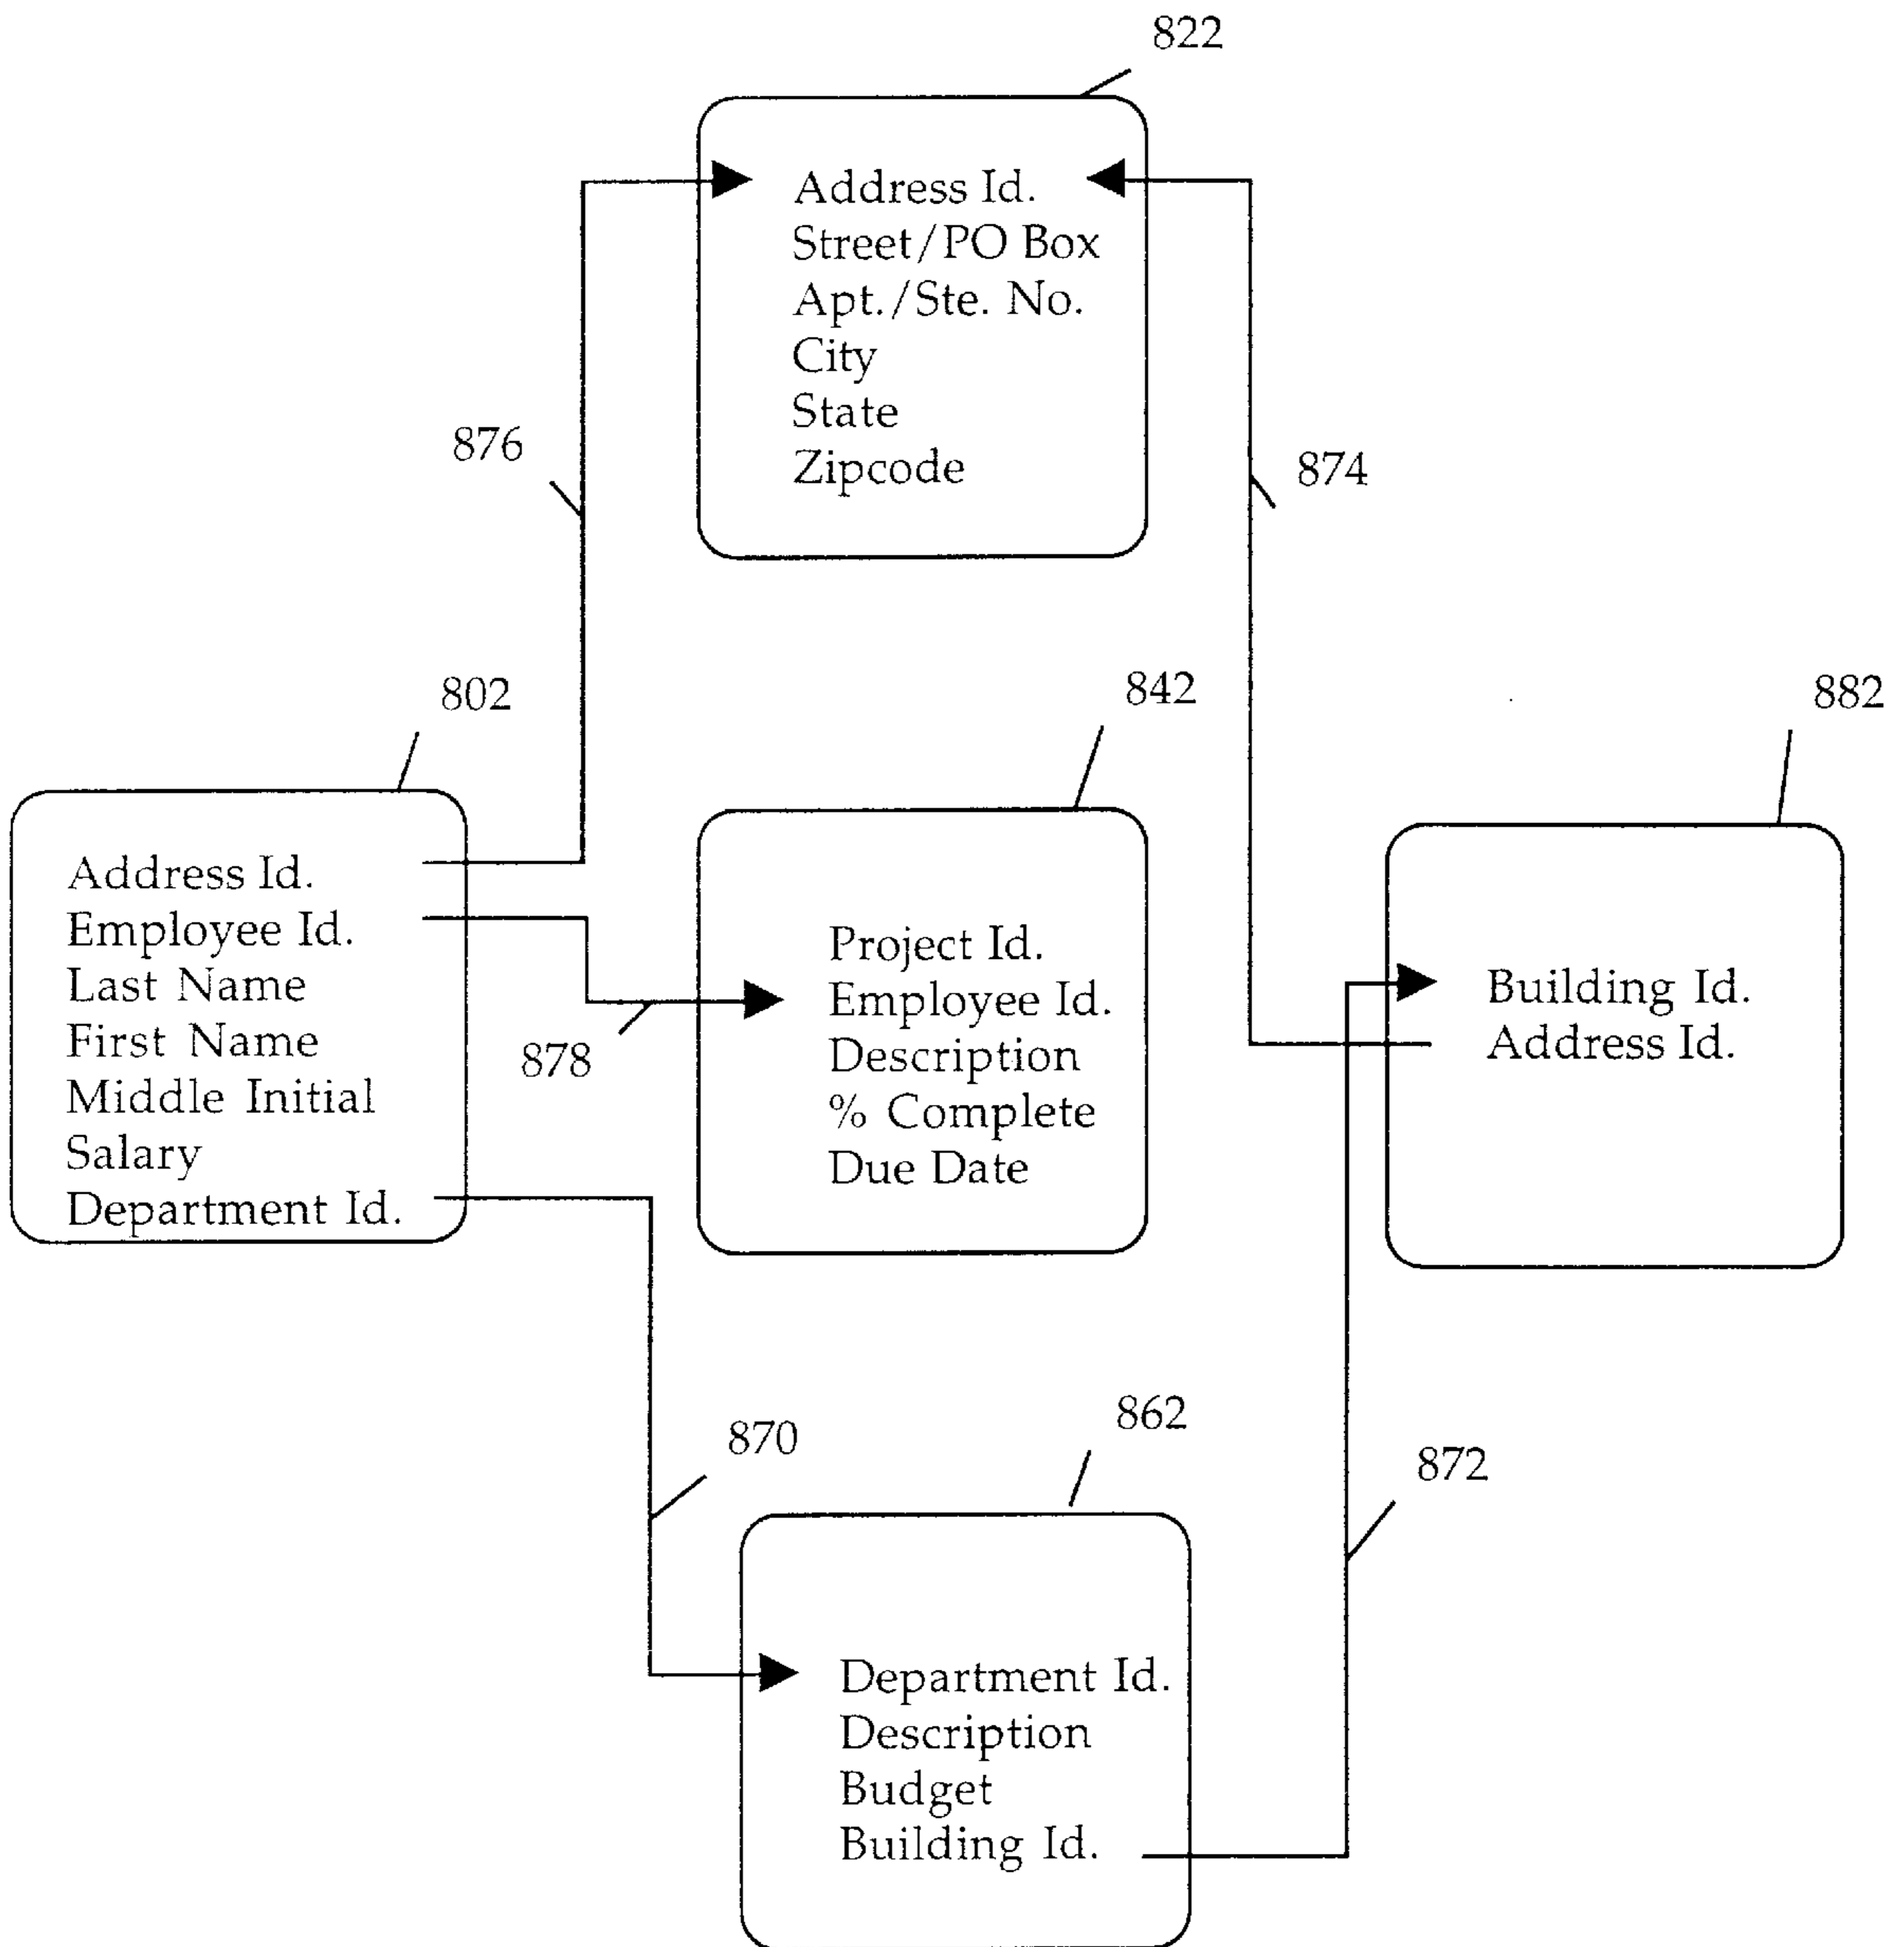 822
Address Id.
Street/PO Box
Apt./Ste. No.
City
State
Zipcode
876
874
802
842
882
Address Id.
Employee Id.
Last Name
First Name
Middle Initial
Salary
Department Id.
878
Project Id.
Employee Id.
Description
% Complete
Due Date
Building Id.
Address Id.
870
862
872
Department Id.
Description
Budget
Building Id.